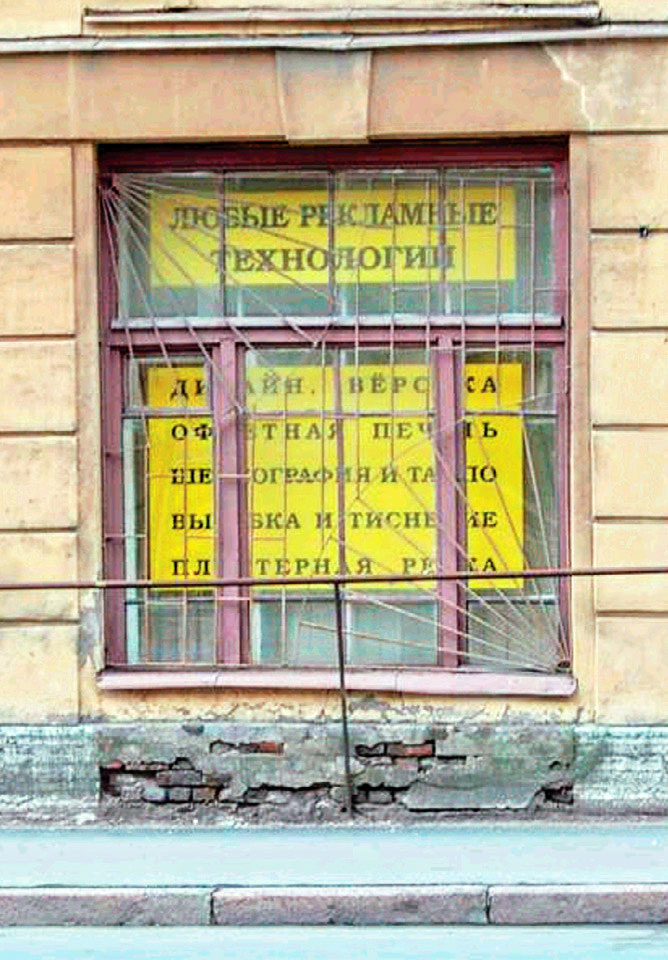 ЛЮБЫЕ РЕКЛАМНЫЕ
ТЕХНОЛОГИИ
ДИЗАЙН, ВЁРСТКА
ОФСЕТНАЯ ПЕЧАТЬ
ШЕЛКОГРАФИЯ И ТАМПО
ВЫРУБКА И ТИСНЕНИЕ
ПЛОТТЕРНАЯ РЕЗКА